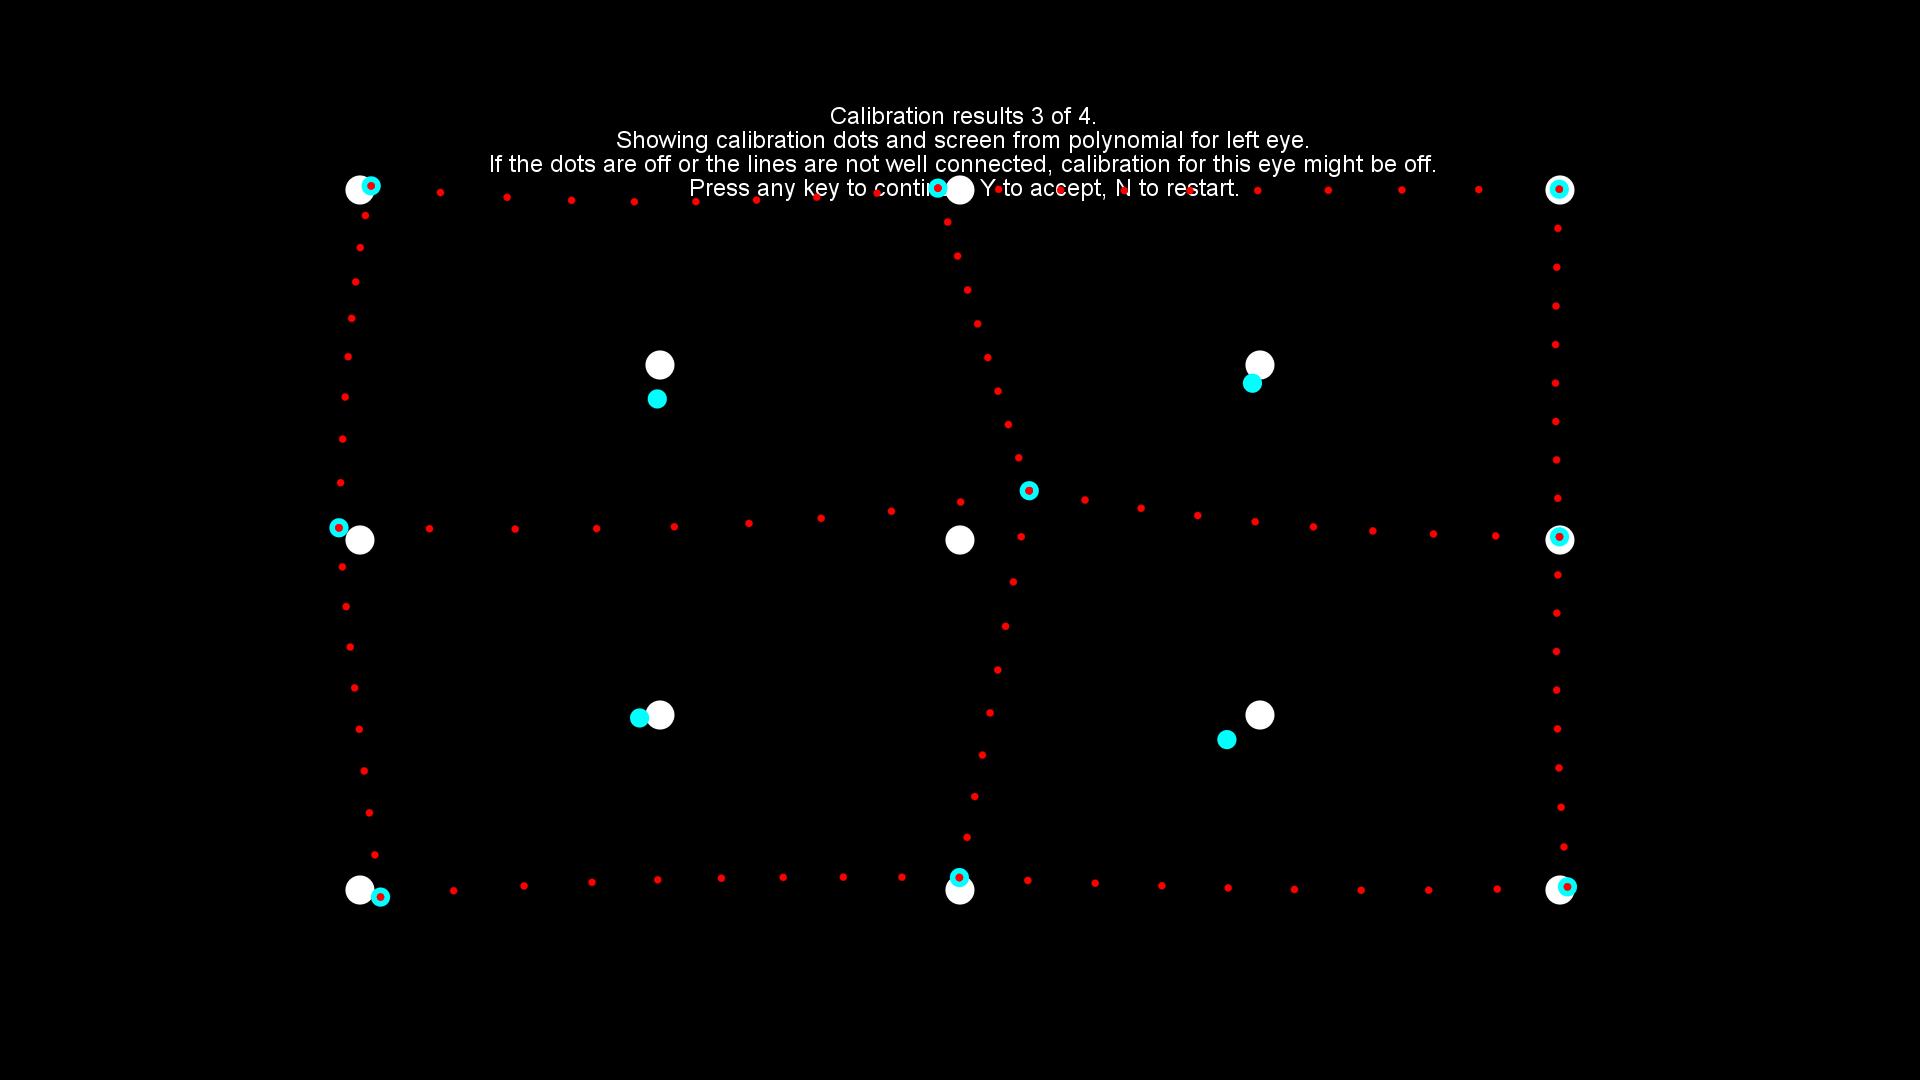 Calibration results 3 of 4.
Showing calibration dots and screen from polynomial for left eye.
If the dots are off or the lines are not well connected, calibration for this eye might be off.
Press any key to continue, Y to accept, N to restart.